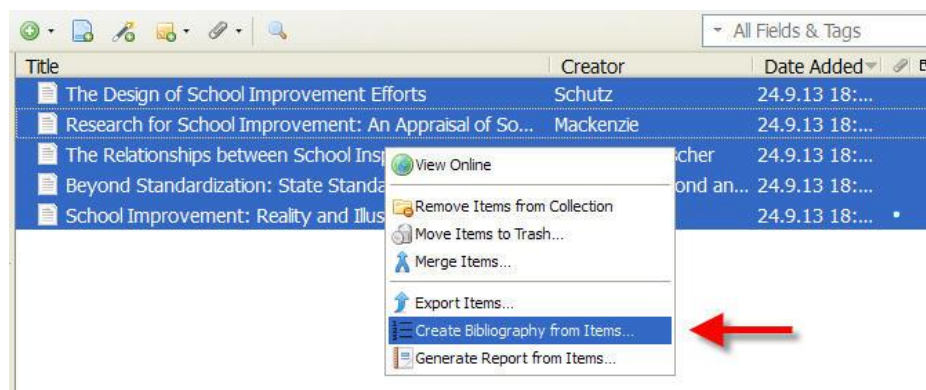 All Fields & Tags
Title Creator Date Added
The Design of School Improvement Efforts Schutz 24.9.13 18:...
Research for School Improvement: An Appraisal of So... Mackenzie 24.9.13 18:...
The Relationships between School Insp cher 24.9.13 18:...
Beyond Standardization: State Standa ond an... 24.9.13 18:...
School Improvement: Reality and Illus 24.9.13 18:...
View Online
Remove Items from Collection
Move Items to Trash...
Merge Items...
Export Items...
Create Bibliography from Items...
Generate Report from Items...